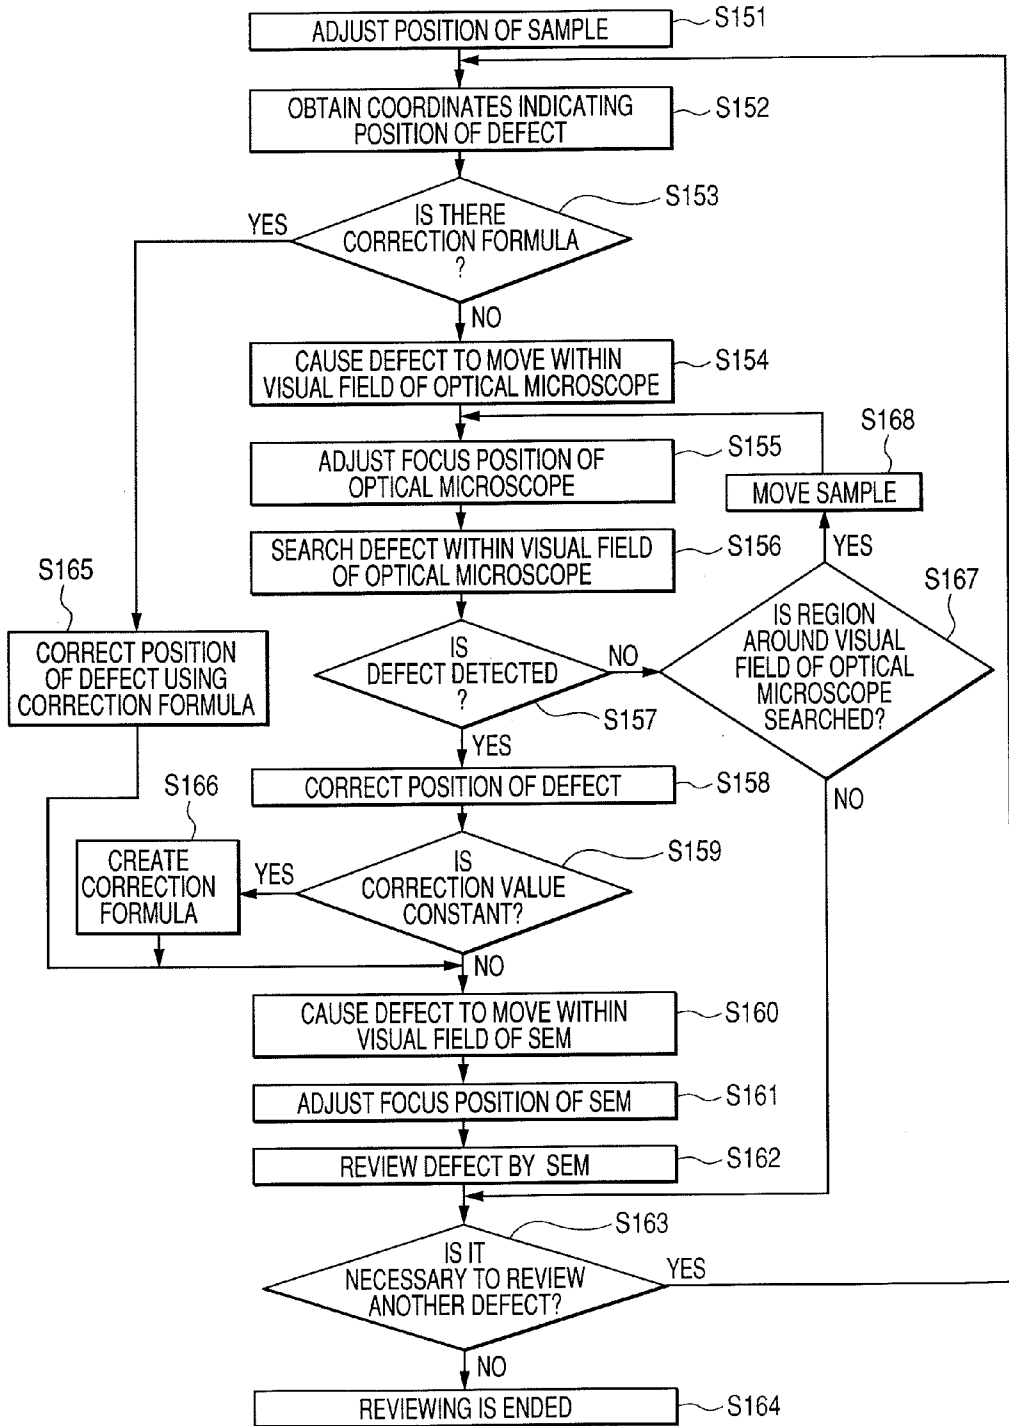 ADJUST POSITION OF SAMPLE
S151
OBTAIN COORDINATES INDICATING
POSITION OF DEFECT
S152
IS THERE
CORRECTION FORMULA
?
S153
YES
NO
CAUSE DEFECT TO MOVE WITHIN
VISUAL FIELD OF OPTICAL MICROSCOPE
S154
ADJUST FOCUS POSITION OF
OPTICAL MICROSCOPE
S155
S168
MOVE SAMPLE
SEARCH DEFECT WITHIN VISUAL FIELD
OF OPTICAL MICROSCOPE
S156
YES
S165
CORRECT POSITION
OF DEFECT USING
CORRECTION FORMULA
IS
DEFECT DETECTED
?
S157
NO
YES
IS REGION
AROUND VISUAL
FIELD OF OPTICAL
MICROSCOPE
SEARCHED?
S167
NO
CORRECT POSITION OF DEFECT
S158
S166
CREATE
CORRECTION
FORMULA
YES
IS
CORRECTION VALUE
CONSTANT?
S159
NO
CAUSE DEFECT TO MOVE WITHIN
VISUAL FIELD OF SEM
S160
ADJUST FOCUS POSITION OF SEM
S161
REVIEW DEFECT BY SEM
S162
IS IT
NECESSARY TO REVIEW
ANOTHER DEFECT?
S163
YES
NO
REVIEWING IS ENDED
S164